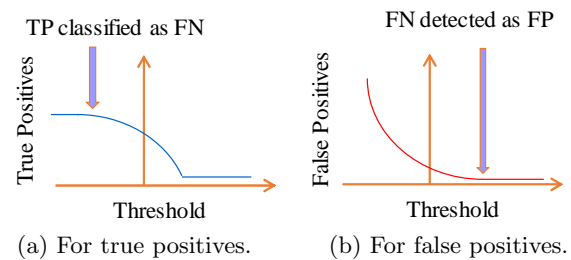 TP classified as FN
True Positives
Threshold
(a) For true positives.
FN detected as FP
False Positives
Threshold
(b) For false positives.